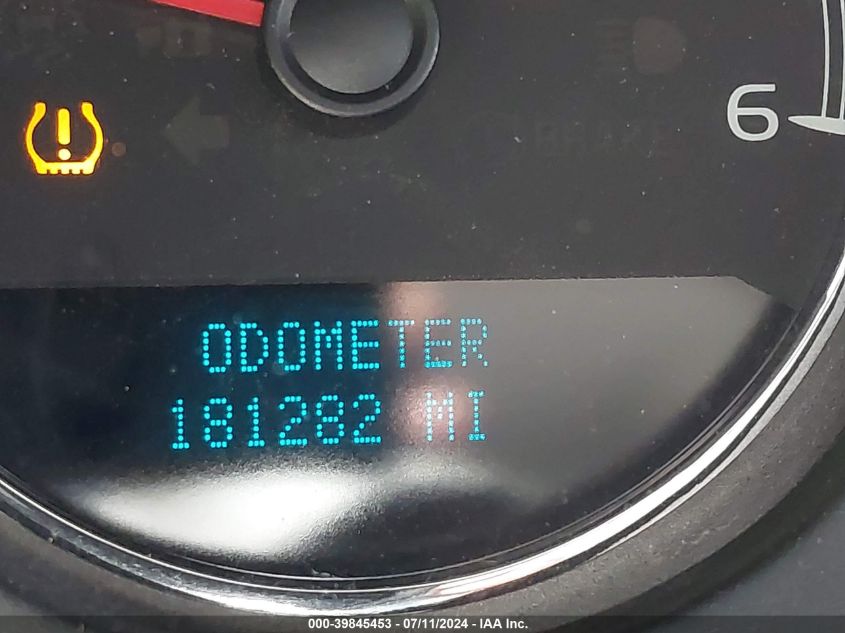 6
ODOMETER
181282 MI
000-39845453 - 07/11/2024 - IAA Inc.